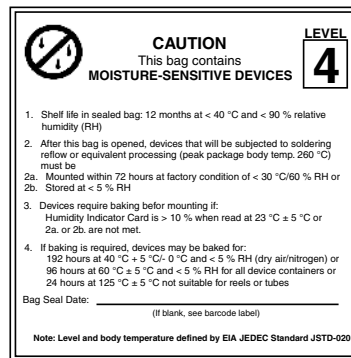 CAUTION
This bag contains
MOISTURE-SENSITIVE DEVICES
LEVEL
4
1. Shelf life in sealed bag: 12 months at < 40 °C and < 90 % relative
humidity (RH)
2. After this bag is opened, devices that will be subjected to soldering
reflow or equivalent processing (peak package body temp. 260 °C)
must be
2a. Mounted within 72 hours at factory condition of < 30 °C/60 % RH or
2b. Stored at < 5 % RH
3. Devices require baking befor mounting if:
Humidity Indicator Card is > 10 % when read at 23 °C ± 5 °C or
2a. or 2b. are not met.
4. If baking is required, devices may be baked for:
192 hours at 40 °C + 5 °C/- 0 °C and < 5 % RH (dry air/nitrogen) or
96 hours at 60 °C ± 5 °C and < 5 % RH for all device containers or
24 hours at 125 °C ± 5 °C not suitable for reels or tubes
Bag Seal Date:
(If blank, see barcode label)
Note: Level and body temperature defined by EIA JEDEC Standard JSTD-020